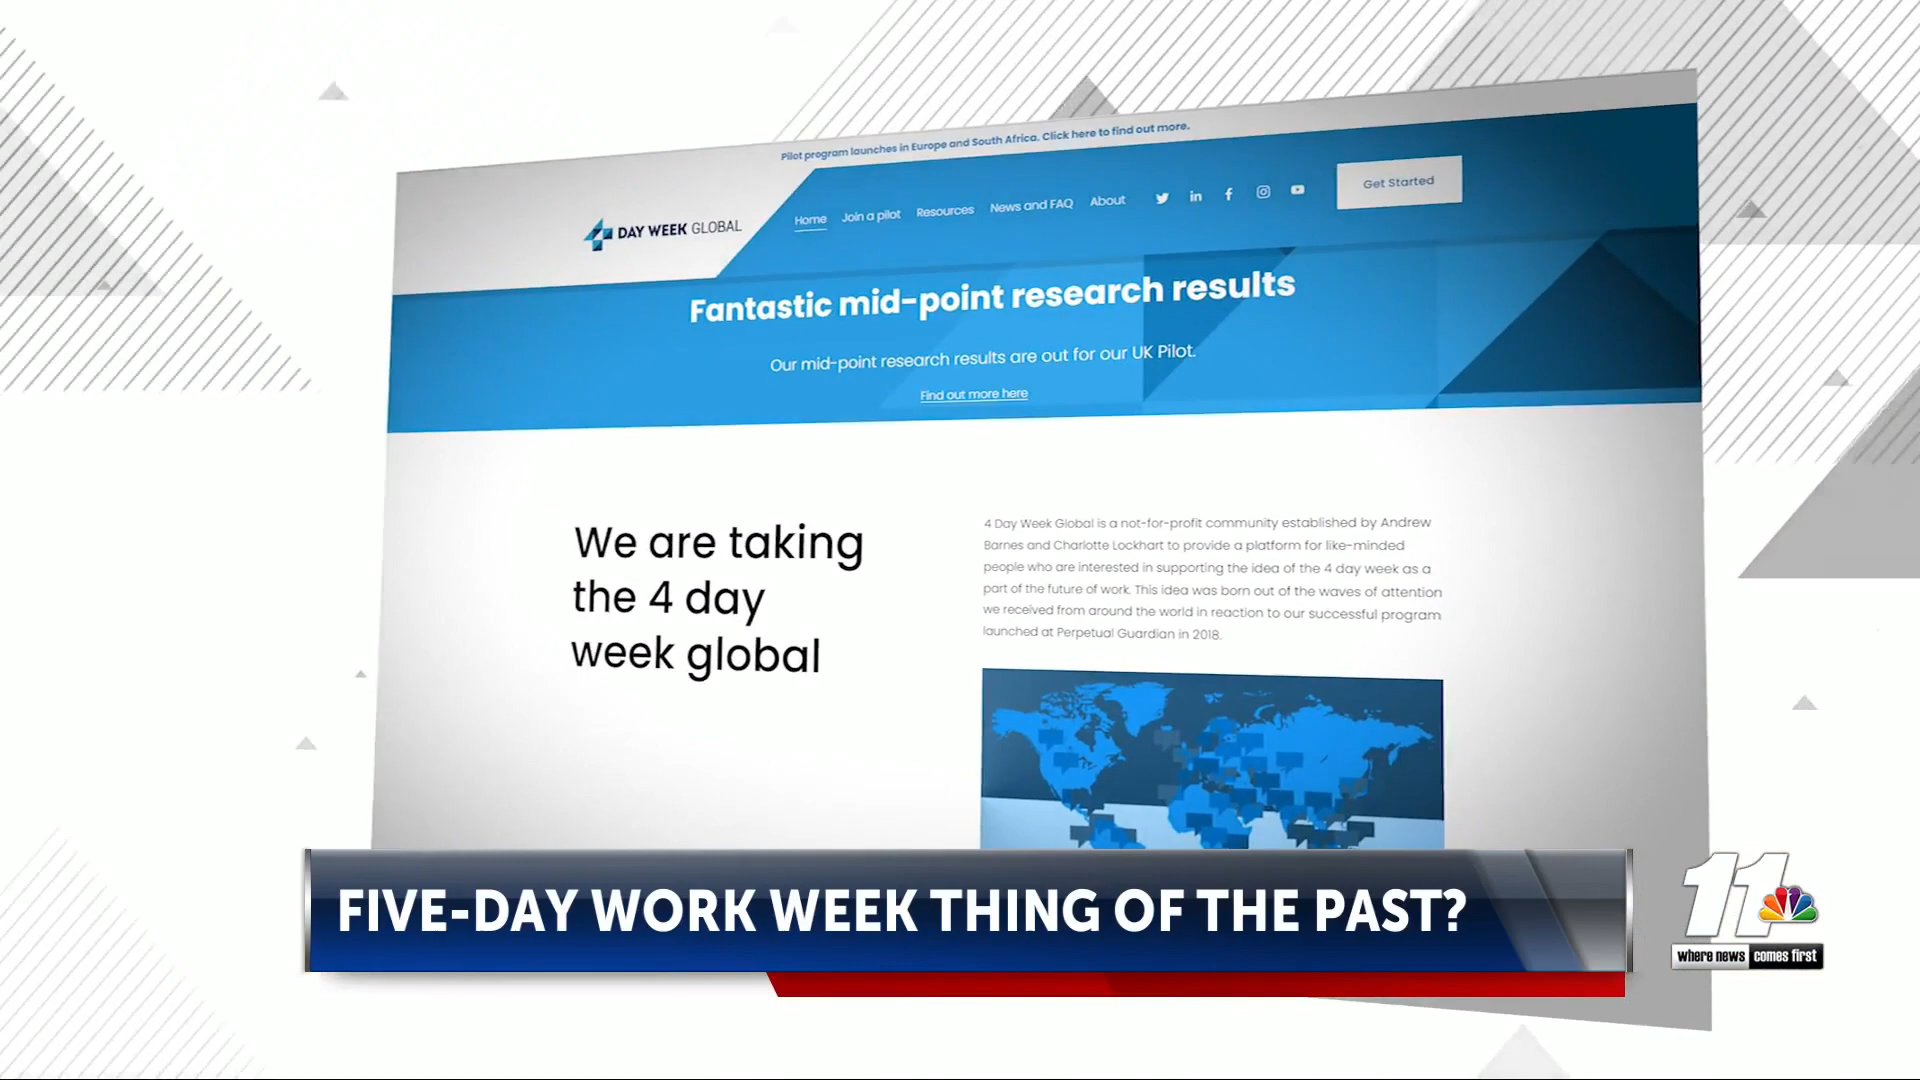 Pilot program launches in Europe and South Africa. Click here to find out more.
4 DAY WEEK GLOBAL
Home Join a pilot Resources News and FAQ About
Get Started
Fantastic mid-point research results
Our mid-point research results are out for our UK Pilot.
Find out more here
We are taking
the 4 day
week global
4 Day Week Global is a not-for-profit community established by Andrew
Barnes and Charlotte Lockhart to provide a platform for like-minded
people who are interested in supporting the idea of the 4 day week as a
part of the future of work. This idea was born out of the waves of attention
we received from around the world in reaction to our successful program
launched at Perpetual Guardian in 2018.
FIVE-DAY WORK WEEK THING OF THE PAST?
11
where news comes first